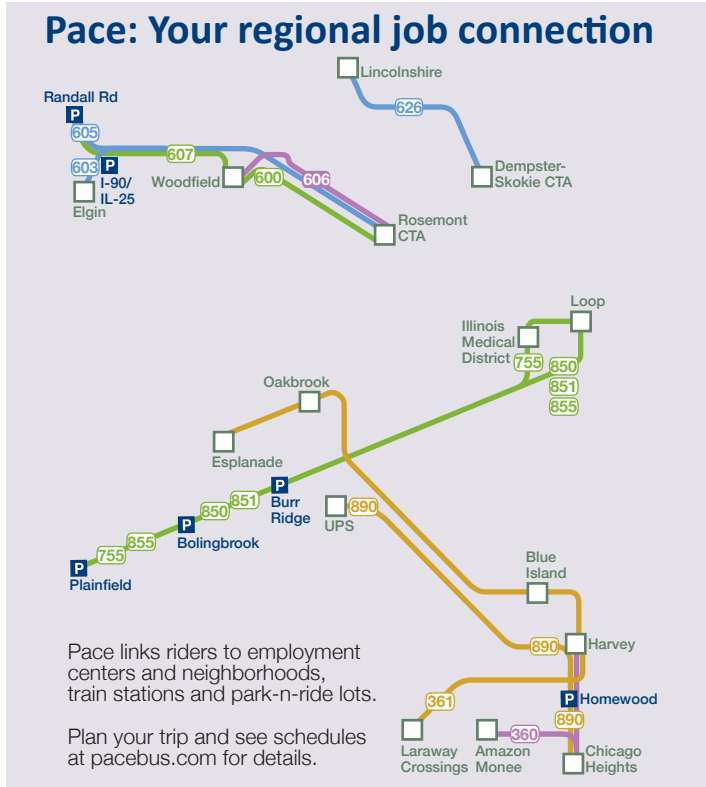 Pace: Your regional job connection
Lincolnshire
Randall Rd
P
605
626
607
603
P
I-90/
IL-25
Elgin
Woodfield
600
606
Dempster-
Skokie CTA
Rosemont
CTA
Loop
Illinois
Medical
District
755
850
851
855
Oakbrook
Esplanade
P
Burr
Ridge
851
850
P
Bolingbrook
855
755
P
Plainfield
UPS
890
Blue
Island
890
Harvey
P
Homewood
361
890
360
Laraway
Crossings
Amazon
Monee
Chicago
Heights
Pace links riders to employment
centers and neighborhoods,
train stations and park-n-ride lots.
Plan your trip and see schedules
at pacebus.com for details.